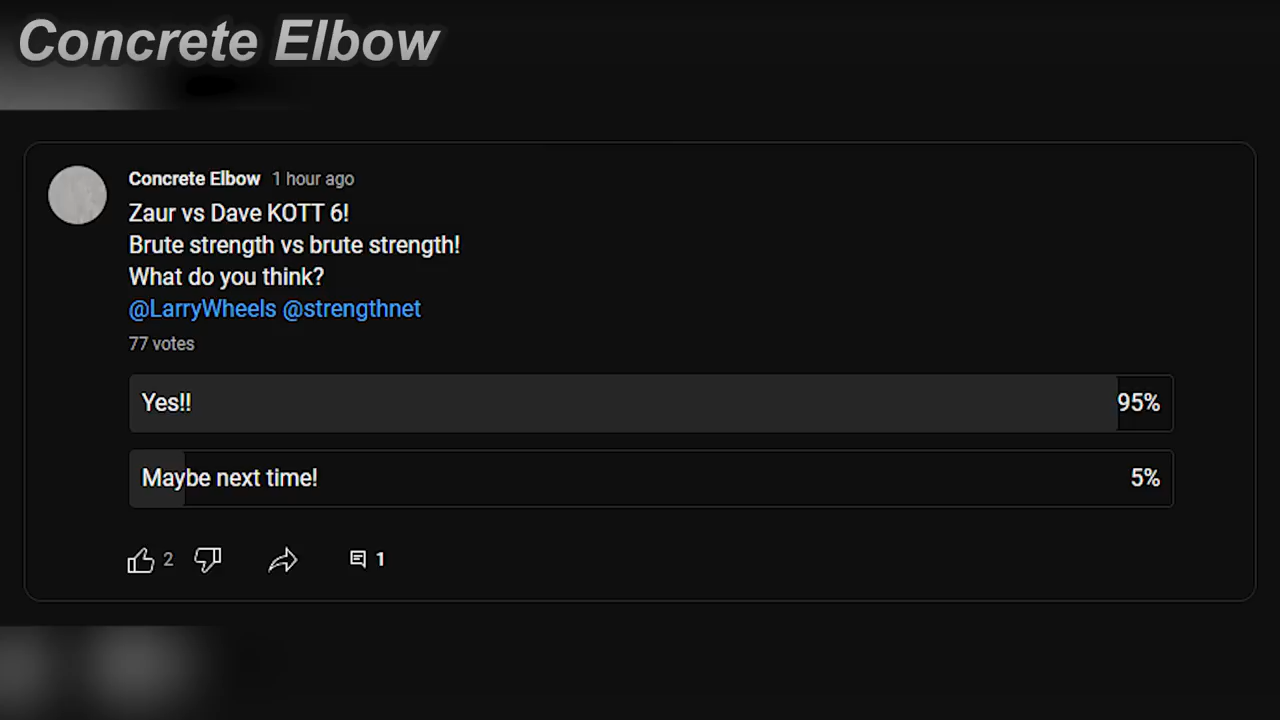 Concrete Elbow
Concrete Elbow 1 hour ago
Zaur vs Dave KOTT 6!
Brute strength vs brute strength!
What do you think?
@LarryWheels @strengthnet
77 votes
Yes!! 95%
Maybe next time! 5%
2 1